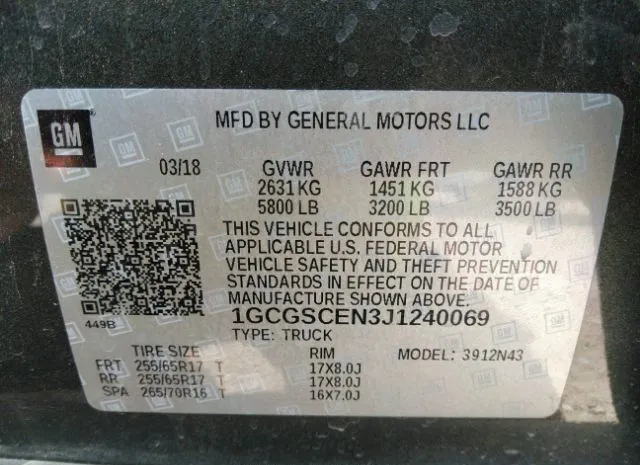 GM
MFD BY GENERAL MOTORS LLC
03/18 GVWR GAWR FRT GAWR RR
2631 KG 1451 KG 1588 KG
5800 LB 3200 LB 3500 LB
THIS VEHICLE CONFORMS TO ALL
APPLICABLE U.S. FEDERAL MOTOR
VEHICLE SAFETY AND THEFT PREVENTION
STANDARDS IN EFFECT ON THE DATE OF
MANUFACTURE SHOWN ABOVE.
449B
1GCGSCEN3J1240069
TYPE: TRUCK
TIRE SIZE RIM MODEL: 3912N43
FRT 255/65R17 T 17X8.0J
RR 255/65R17 T 17X8.0J
SPA 265/70R16 T 16X7.0J